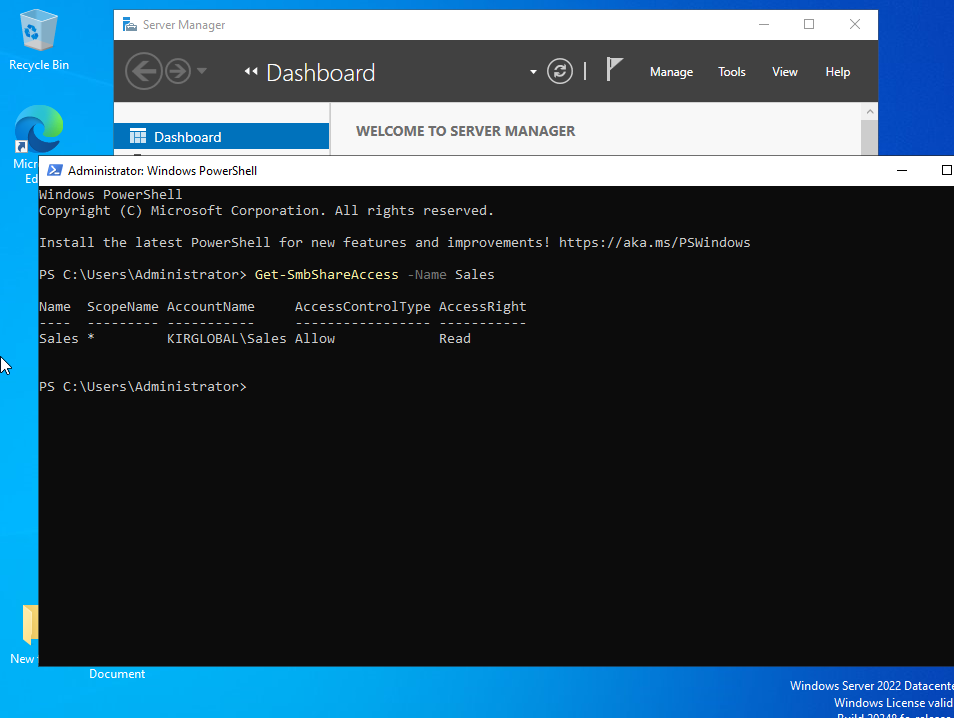 Recycle Bin
Server Manager
Dashboard
Manage Tools View Help
Dashboard
WELCOME TO SERVER MANAGER
Micr
Ed
Administrator: Windows PowerShell
Windows PowerShell
Copyright (C) Microsoft Corporation. All rights reserved.
Install the latest PowerShell for new features and improvements! https://aka.ms/PSWindows
PS C:\Users\Administrator> Get-SmbShareAccess -Name Sales
Name ScopeName AccountName AccessControlType AccessRight
---- --------- ----------- ----------------- -----------
Sales * KIRGLOBAL\Sales Allow Read
PS C:\Users\Administrator>
New
Document
Windows Server 2022 Datacente
Windows License valid